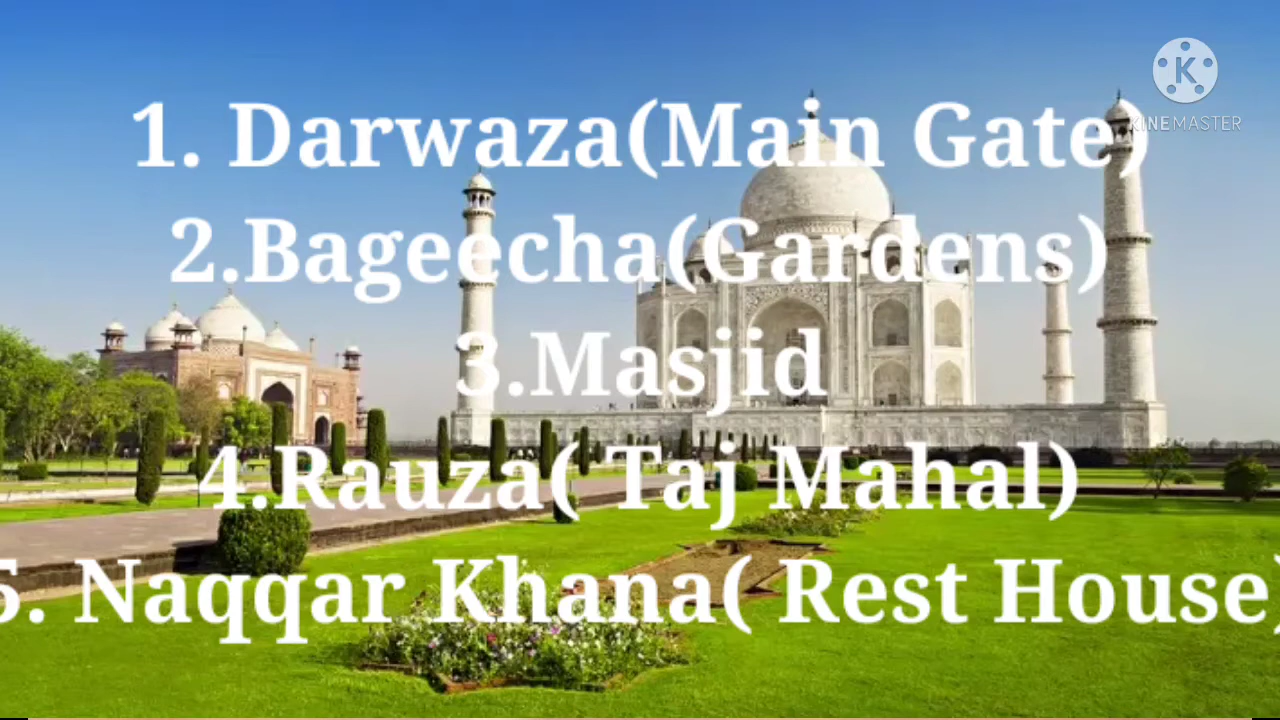 1. Darwaza(Main Gate)
2.Bageecha(Gardens)
3.Masjid
4.Rauza( Taj Mahal)
5. Naqqar Khana( Rest House)
K
KINEMASTER